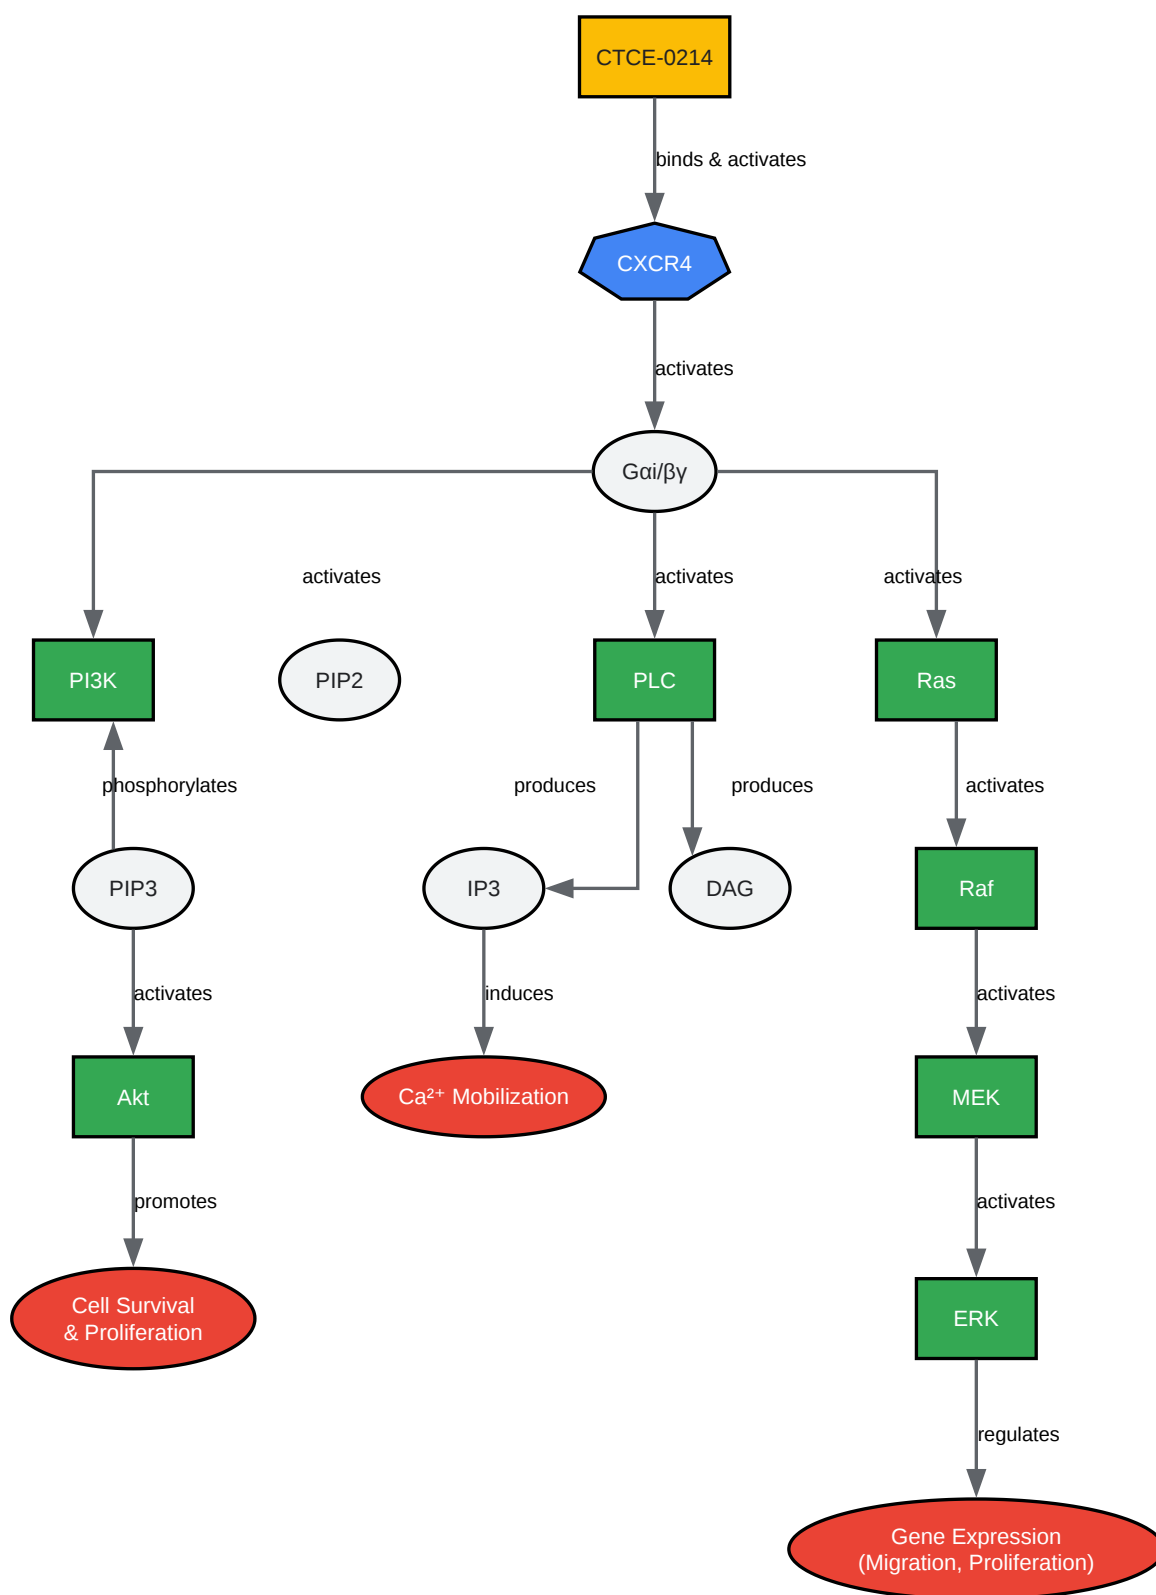 CTCE-0214
binds & activates
CXCR4
activates
Gαi/βγ
activates
activates
activates
PI3K
PIP2
PLC
Ras
phosphorylates
produces
produces
activates
PIP3
IP3
DAG
Raf
activates
induces
activates
Akt
Ca²⁺ Mobilization
MEK
promotes
activates
Cell Survival
& Proliferation
ERK
regulates
Gene Expression
(Migration, Proliferation)